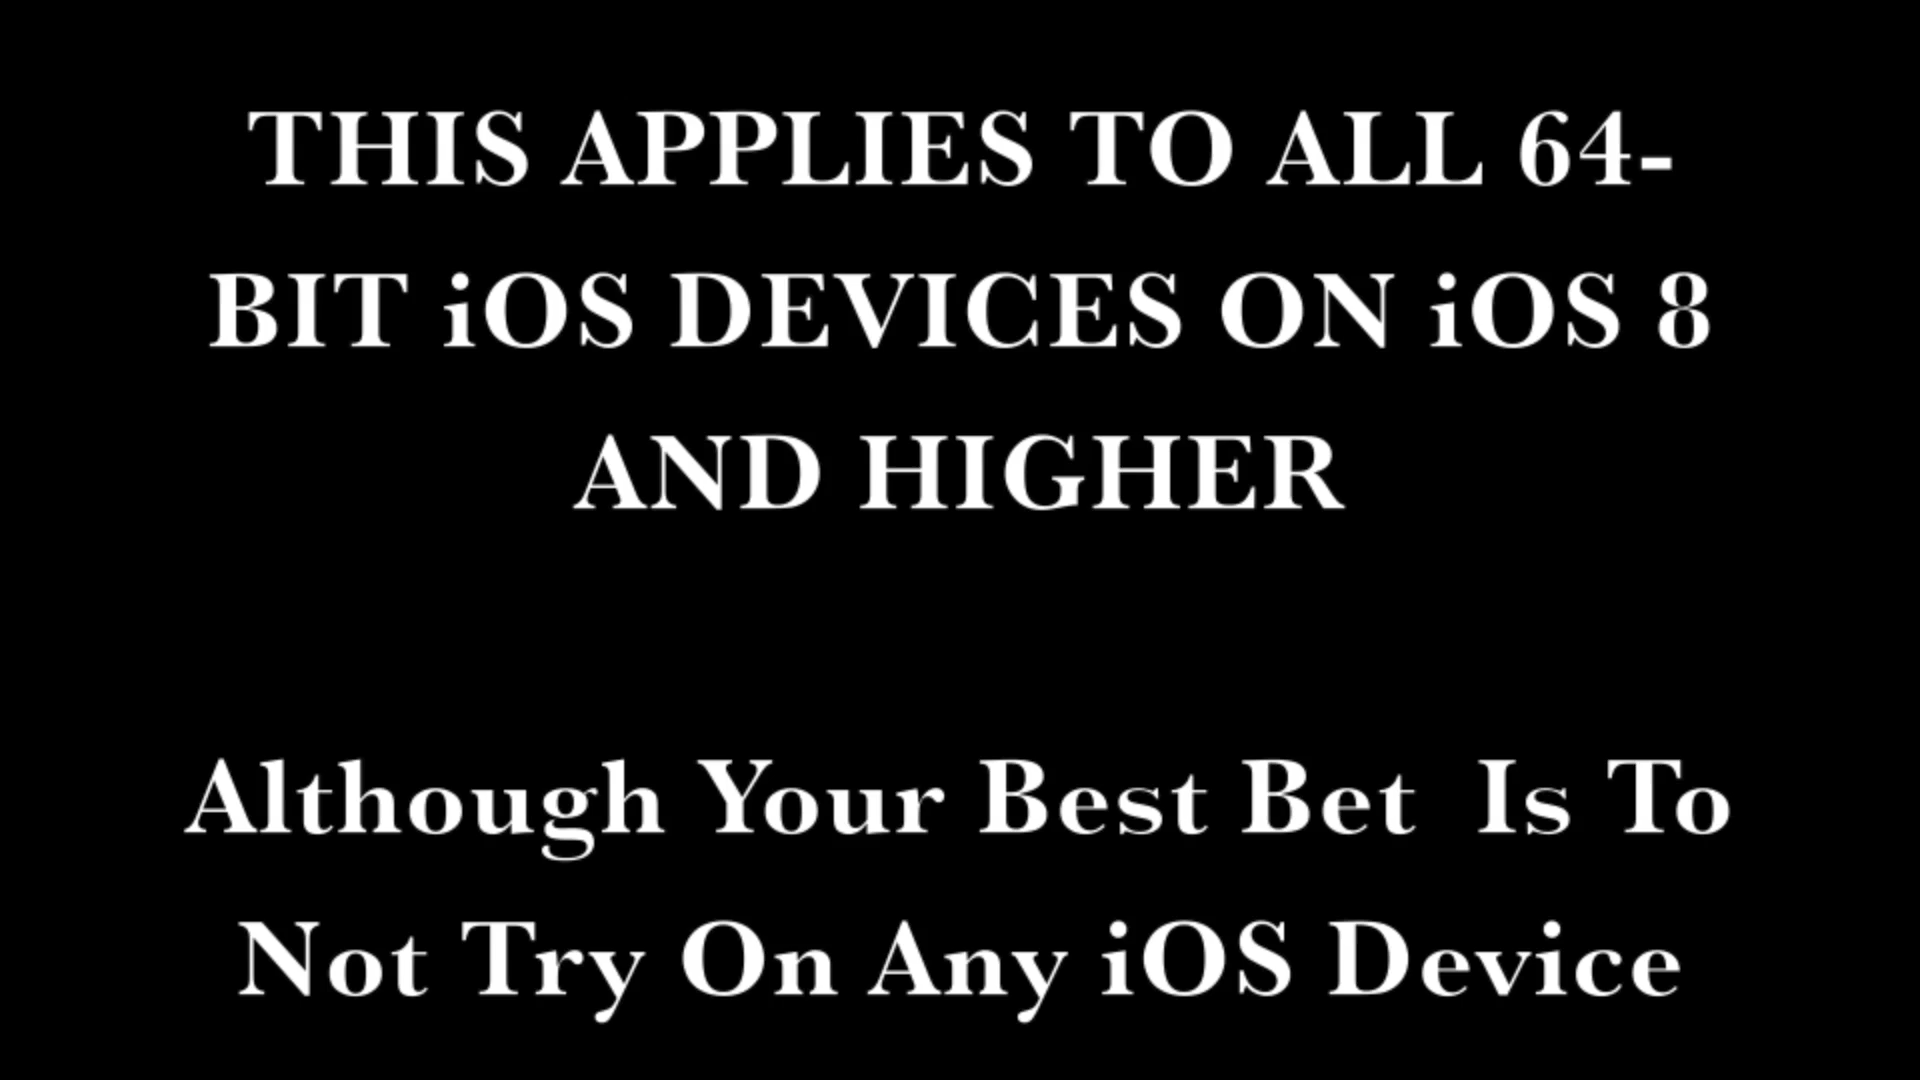 THIS APPLIES TO ALL 64-
BIT iOS DEVICES ON iOS 8
AND HIGHER
Although Your Best Bet  Is To
Not Try On Any iOS Device